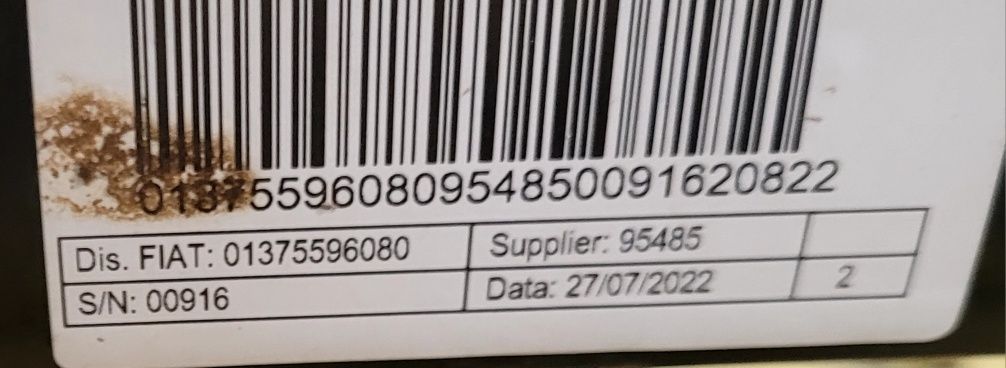 01375596080954850091620822
Dis. FIAT: 01375596080
Supplier: 95485
S/N: 00916
Data: 27/07/2022
2